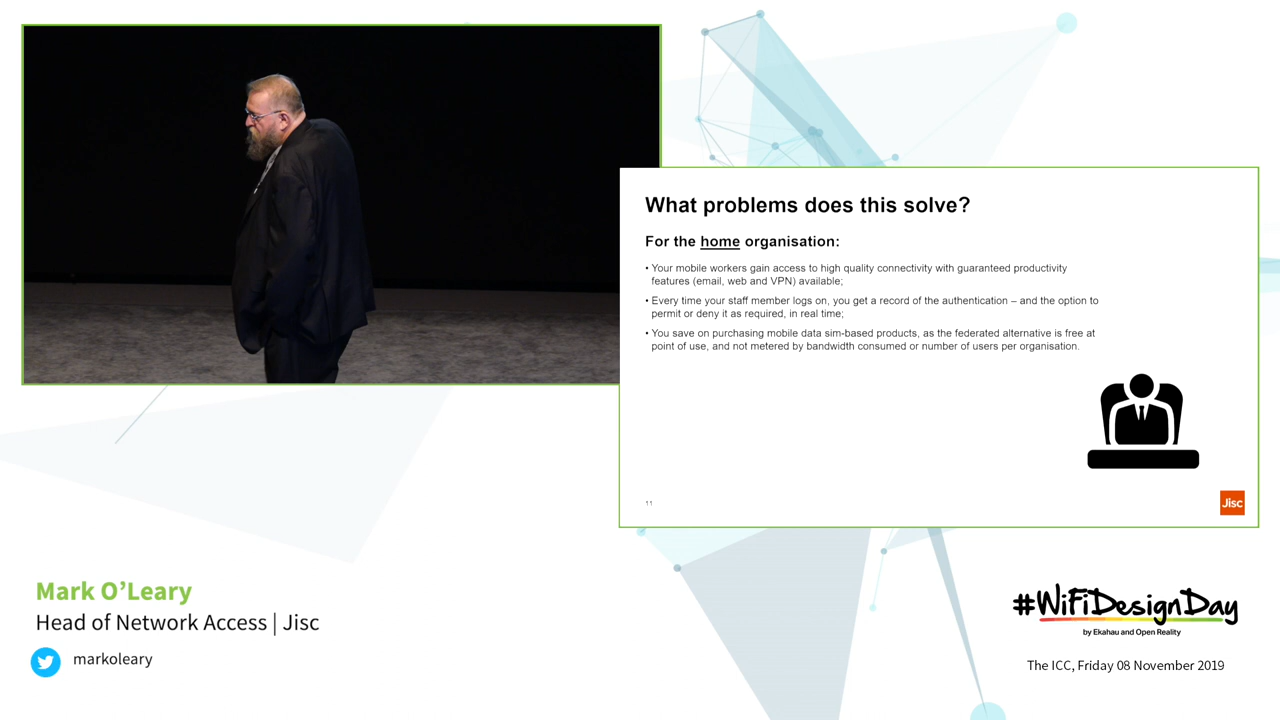 What problems does this solve?
For the home organisation:
• Your mobile workers gain access to high quality connectivity with guaranteed productivity
features (email, web and VPN) available;
• Every time your staff member logs on, you get a record of the authentication – and the option to
permit or deny it as required, in real time;
• You save on purchasing mobile data sim-based products, as the federated alternative is free at
point of use, and not metered by bandwidth consumed or number of users per organisation.
11
Jisc
Mark O’Leary
Head of Network Access | Jisc
markoleary
#WiFiDesignDay
by Ekahau and Open Reality
The ICC, Friday 08 November 2019